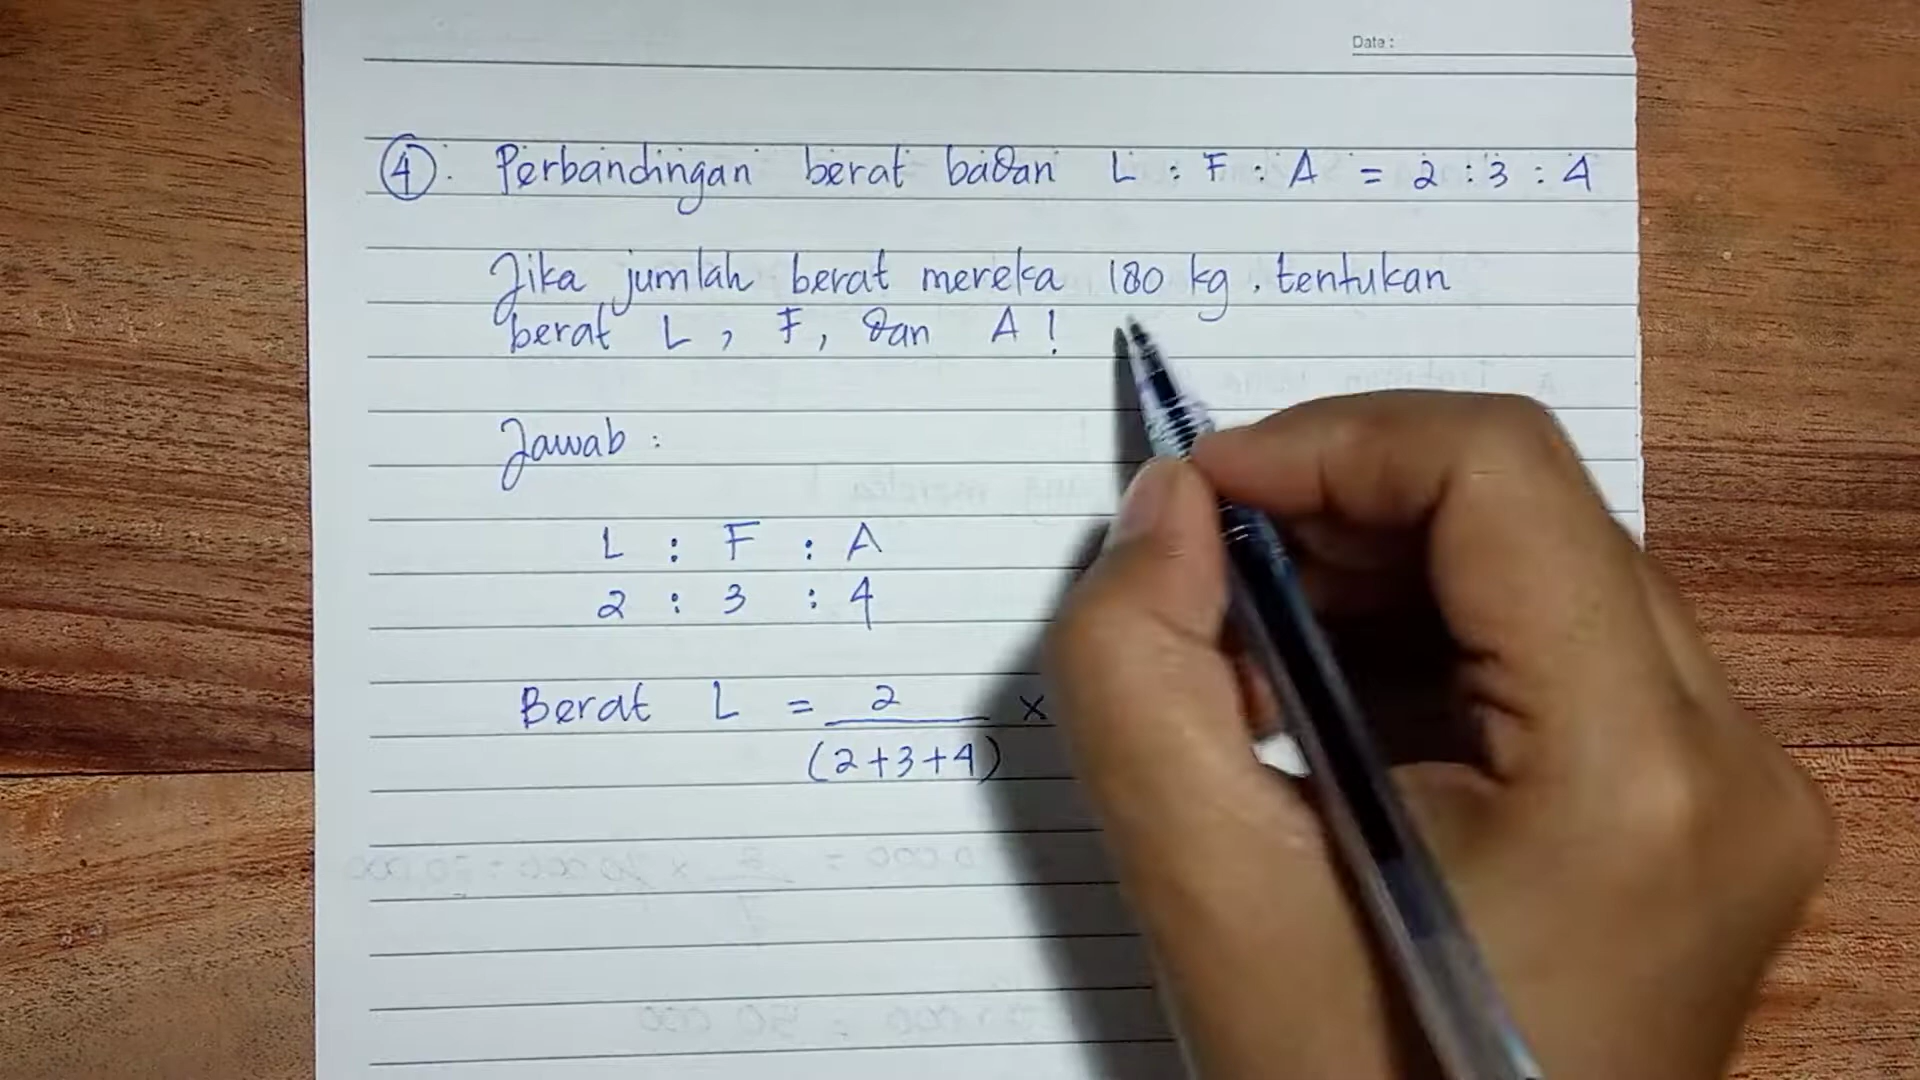 Date :
4. Perbandingan berat badan L : F : A = 2 : 3 : 4
Jika jumlah berat mereka 180 kg, tentukan
berat L, F, dan A !
Jawab :
L : F : A
2 : 3 : 4
Berat L = 2 ×
(2+3+4)